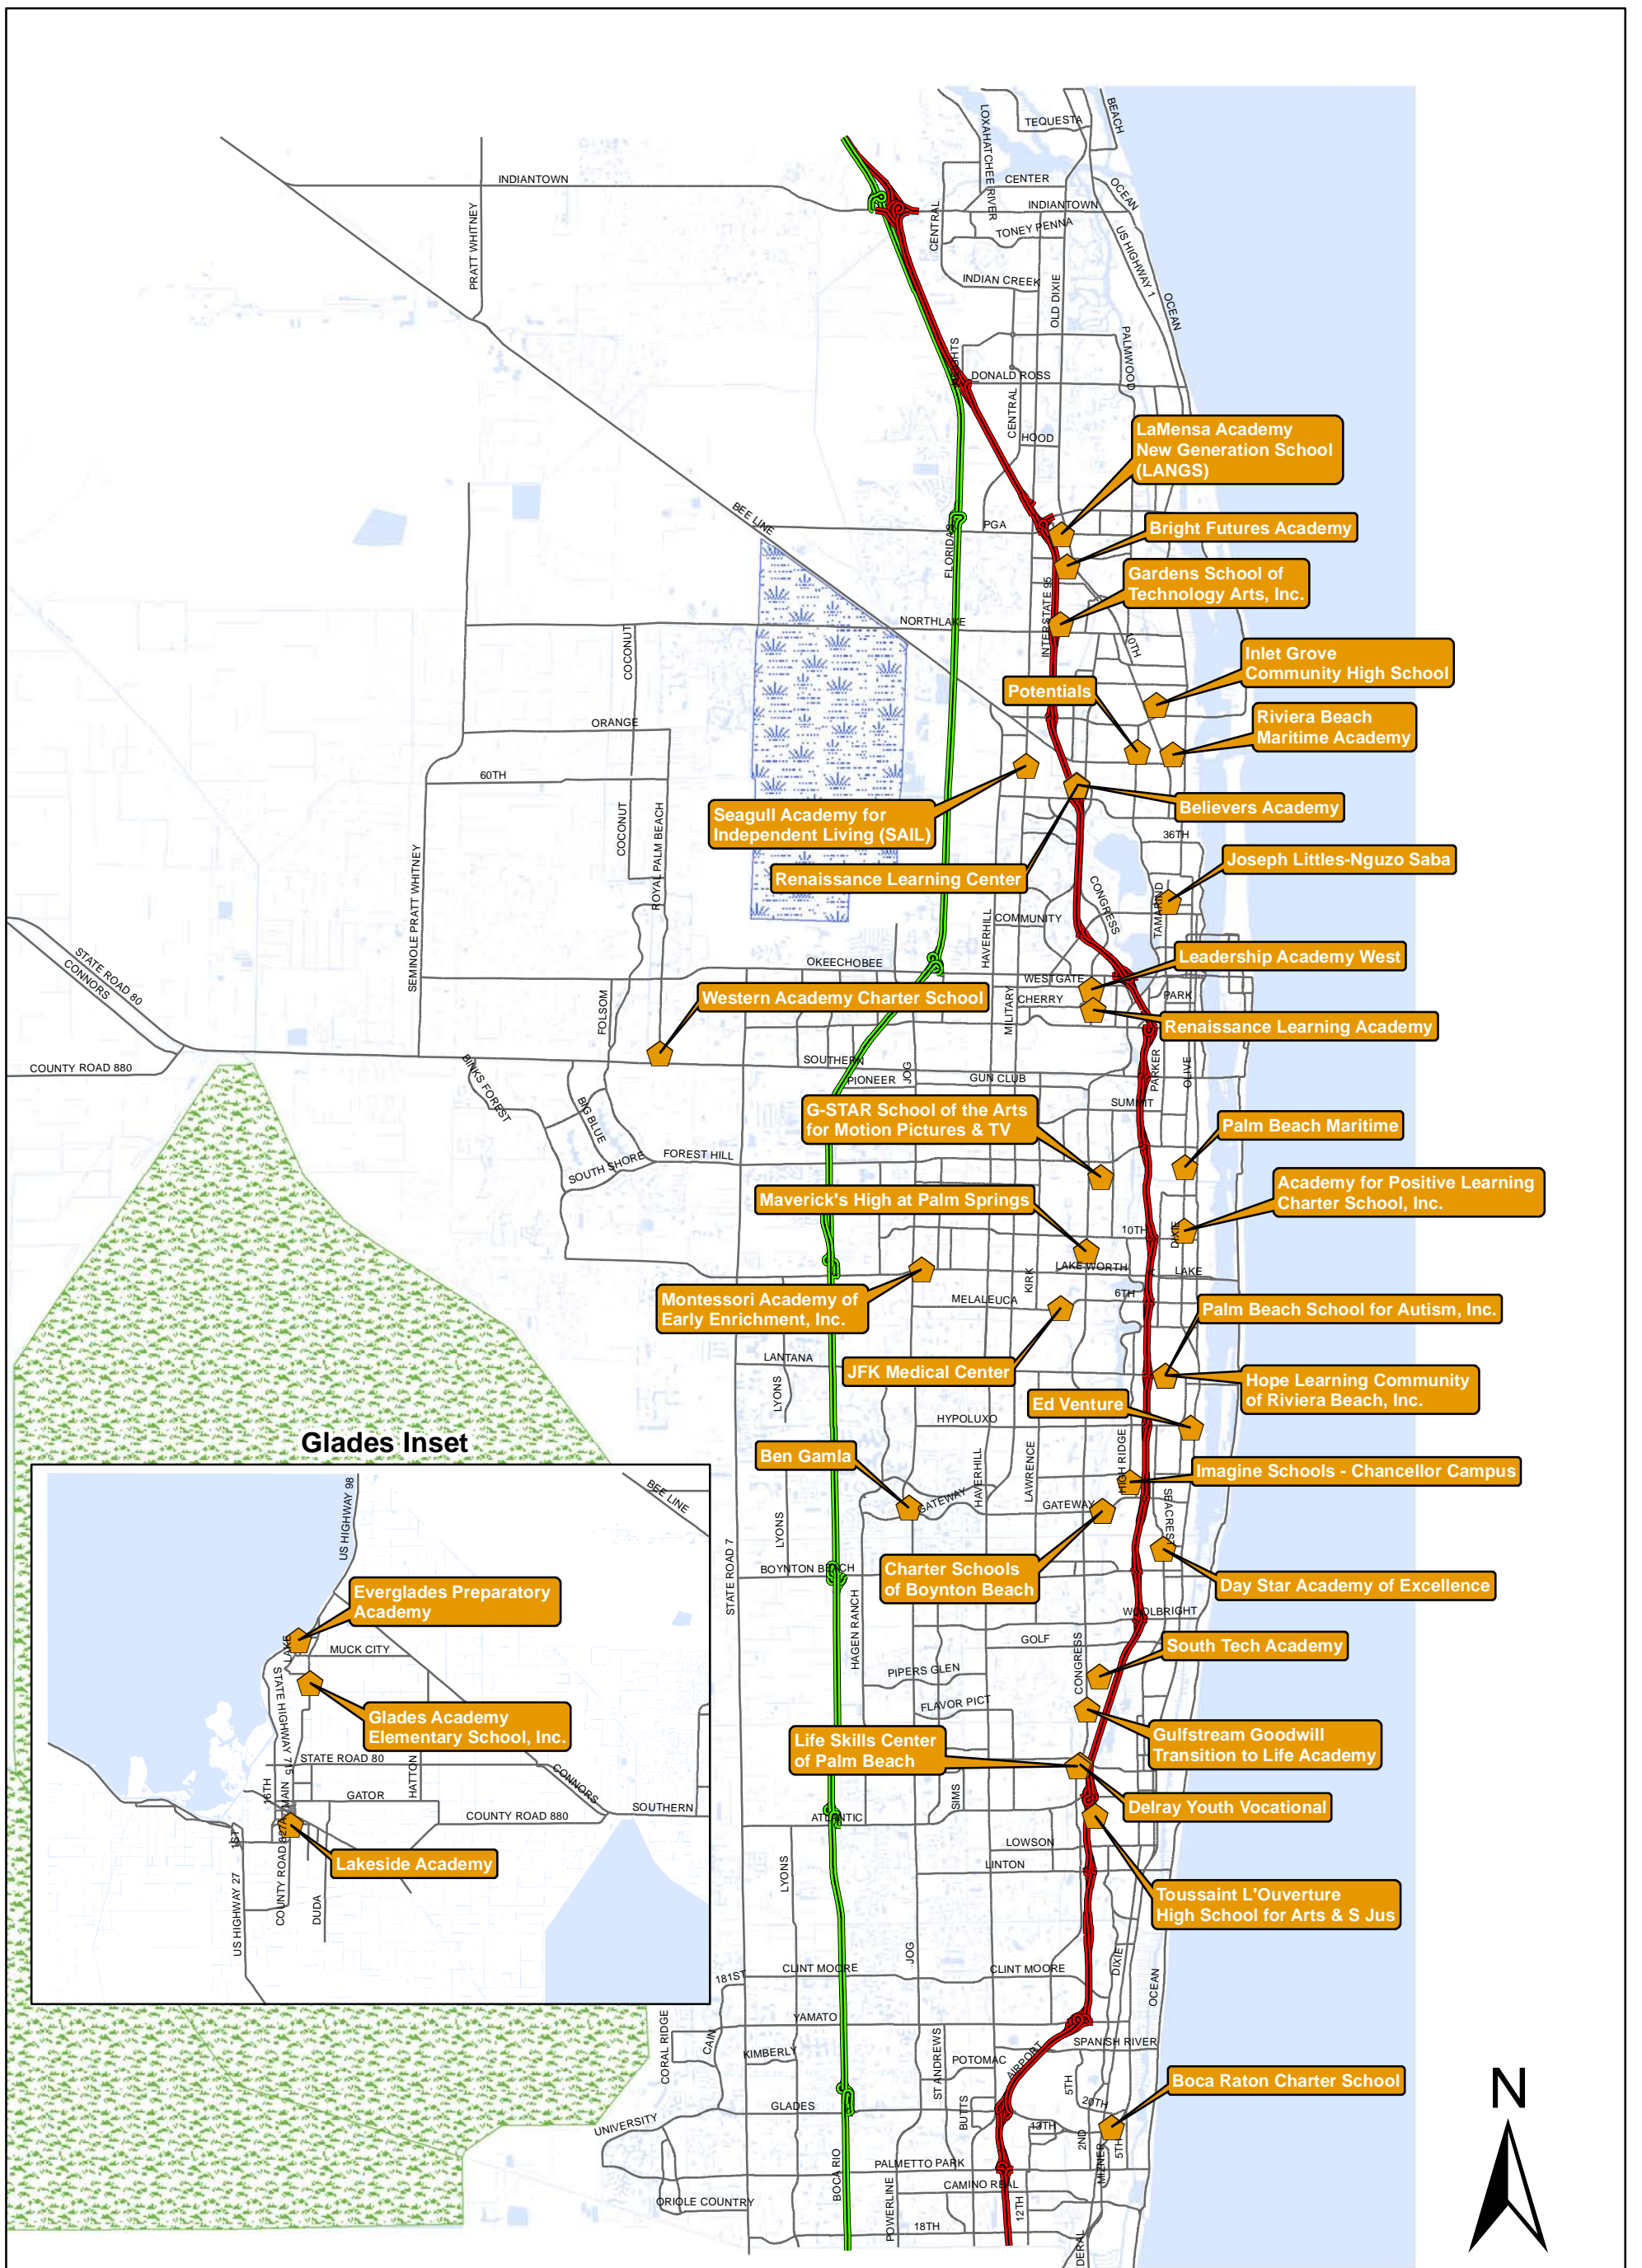 BEACH
TEQUESTA
LOXAHATCHEE RIVER
INDIANTOWN
CENTER
OCEAN
INDIANTOWN
PRATT WHITNEY
CENTRAL
TONEY PENNA
US HIGHWAY 1
INDIAN CREEK
OLD DIXIE
OCEAN
PALMWOOD
DONALD ROSS
CENTRAL
HOOD
LaMensa Academy
New Generation School
(LANGS)
BEE LINE
PGA
FLORIDAS
Bright Futures Academy
Gardens School of
Technology Arts, Inc.
INTERSTATE 95
NORTHLAKE
COCONUT
10TH
Inlet Grove
Community High School
Potentials
Riviera Beach
Maritime Academy
ORANGE
60TH
Believers Academy
Seagull Academy for
Independent Living (SAIL)
COCONUT
ROYAL PALM BEACH
36TH
SEMINOLE PRATT WHITNEY
Joseph Littles-Nguzo Saba
Renaissance Learning Center
CONGRESS
TAMARIND
HAVERHILL
COMMUNITY
STATE ROAD 80
CONNORS
OKEECHOBEE
Leadership Academy West
WESTGATE
Western Academy Charter School
CHERRY
PARK
MILITARY
FOLSOM
Renaissance Learning Academy
COUNTY ROAD 880
SOUTHERN
BINKS FOREST
PIONEER
JOG
GUN CLUB
PARKER
OLIVE
BIG BLUE
SUMMIT
G-STAR School of the Arts
for Motion Pictures & TV
Palm Beach Maritime
SOUTH SHORE
FOREST HILL
Academy for Positive Learning
Charter School, Inc.
Maverick's High at Palm Springs
10TH
DIXIE
LAKE WORTH
LAKE
KIRK
Montessori Academy of
Early Enrichment, Inc.
MELALEUCA
6TH
Palm Beach School for Autism, Inc.
LANTANA
JFK Medical Center
LYONS
Hope Learning Community
of Riviera Beach, Inc.
Ed Venture
HYPOLUXO
Glades Inset
Ben Gamla
HAVERHILL
LAWRENCE
HIGH RIDGE
Imagine Schools - Chancellor Campus
US HIGHWAY 98
BEE LINE
GATEWAY
GATEWAY
SEACREST
LYONS
STATE ROAD 7
BOYNTON BEACH
Charter Schools
of Boynton Beach
Day Star Academy of Excellence
Everglades Preparatory
Academy
WOOLBRIGHT
LAKE
MUCK CITY
HAGEN RANCH
GOLF
South Tech Academy
CONGRESS
STATE HIGHWAY 715
PIPERS GLEN
FLAVOR PICT
Glades Academy
Elementary School, Inc.
Gulfstream Goodwill
Transition to Life Academy
Life Skills Center
of Palm Beach
STATE ROAD 80
HATTON
CONNORS
16TH
MAIN
GATOR
SIMS
COUNTY ROAD 880
SOUTHERN
Delray Youth Vocational
ATLANTIC
1ST
LOWSON
Lakeside Academy
LINTON
US HIGHWAY 27
DUDA
LYONS
Toussaint L'Ouverture
High School for Arts & S Jus
JOG
181ST
CLINT MOORE
CLINT MOORE
DIXIE
OCEAN
YAMATO
CORAL RIDGE
CAIN
KIMBERLY
ST ANDREWS
POTOMAC
AIRPORT
SPANISH RIVER
5TH
Boca Raton Charter School
N
UNIVERSITY
GLADES
BUTTS
20TH
13TH
2ND
MIZNER
5TH
PALMETTO PARK
BOCA RIO
CAMINO REAL
ORIOLE COUNTRY
POWERLINE
18TH
12TH